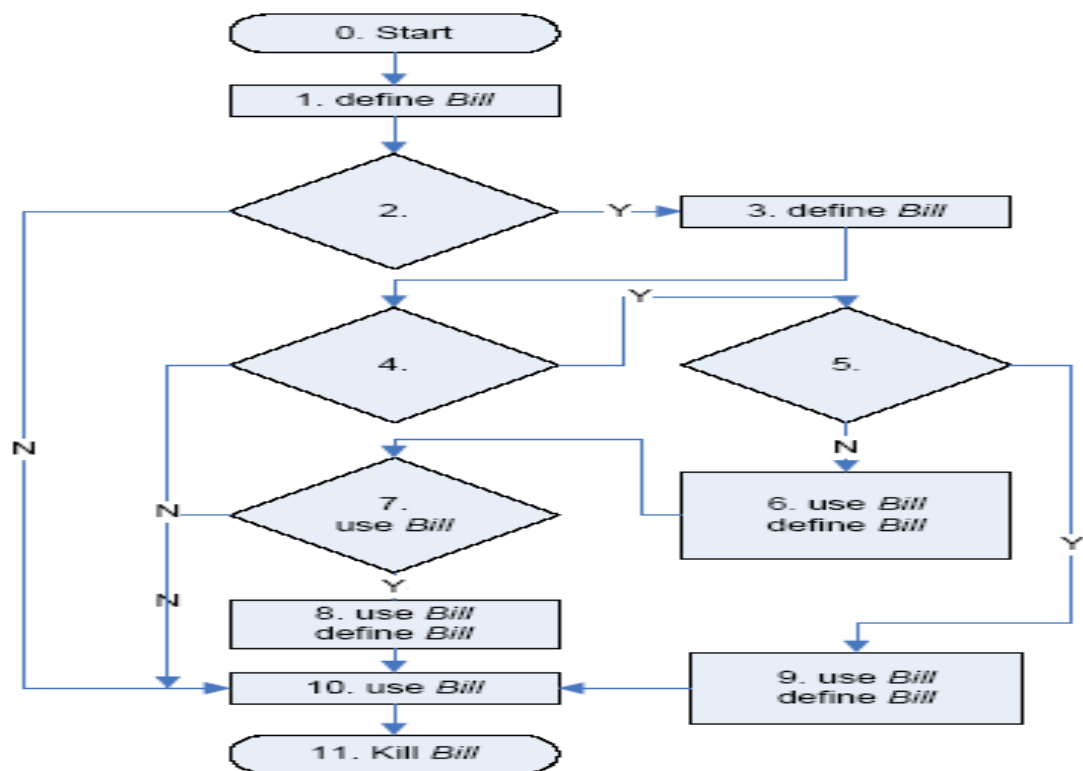 0. Start
1. define Bill
2.
Y
3. define Bill
Y
4.
5.
N
N
7.
use Bill
6. use Bill
define Bill
N
Y
Y
N
8. use Bill
define Bill
10. use Bill
9. use Bill
define Bill
11. Kill Bill